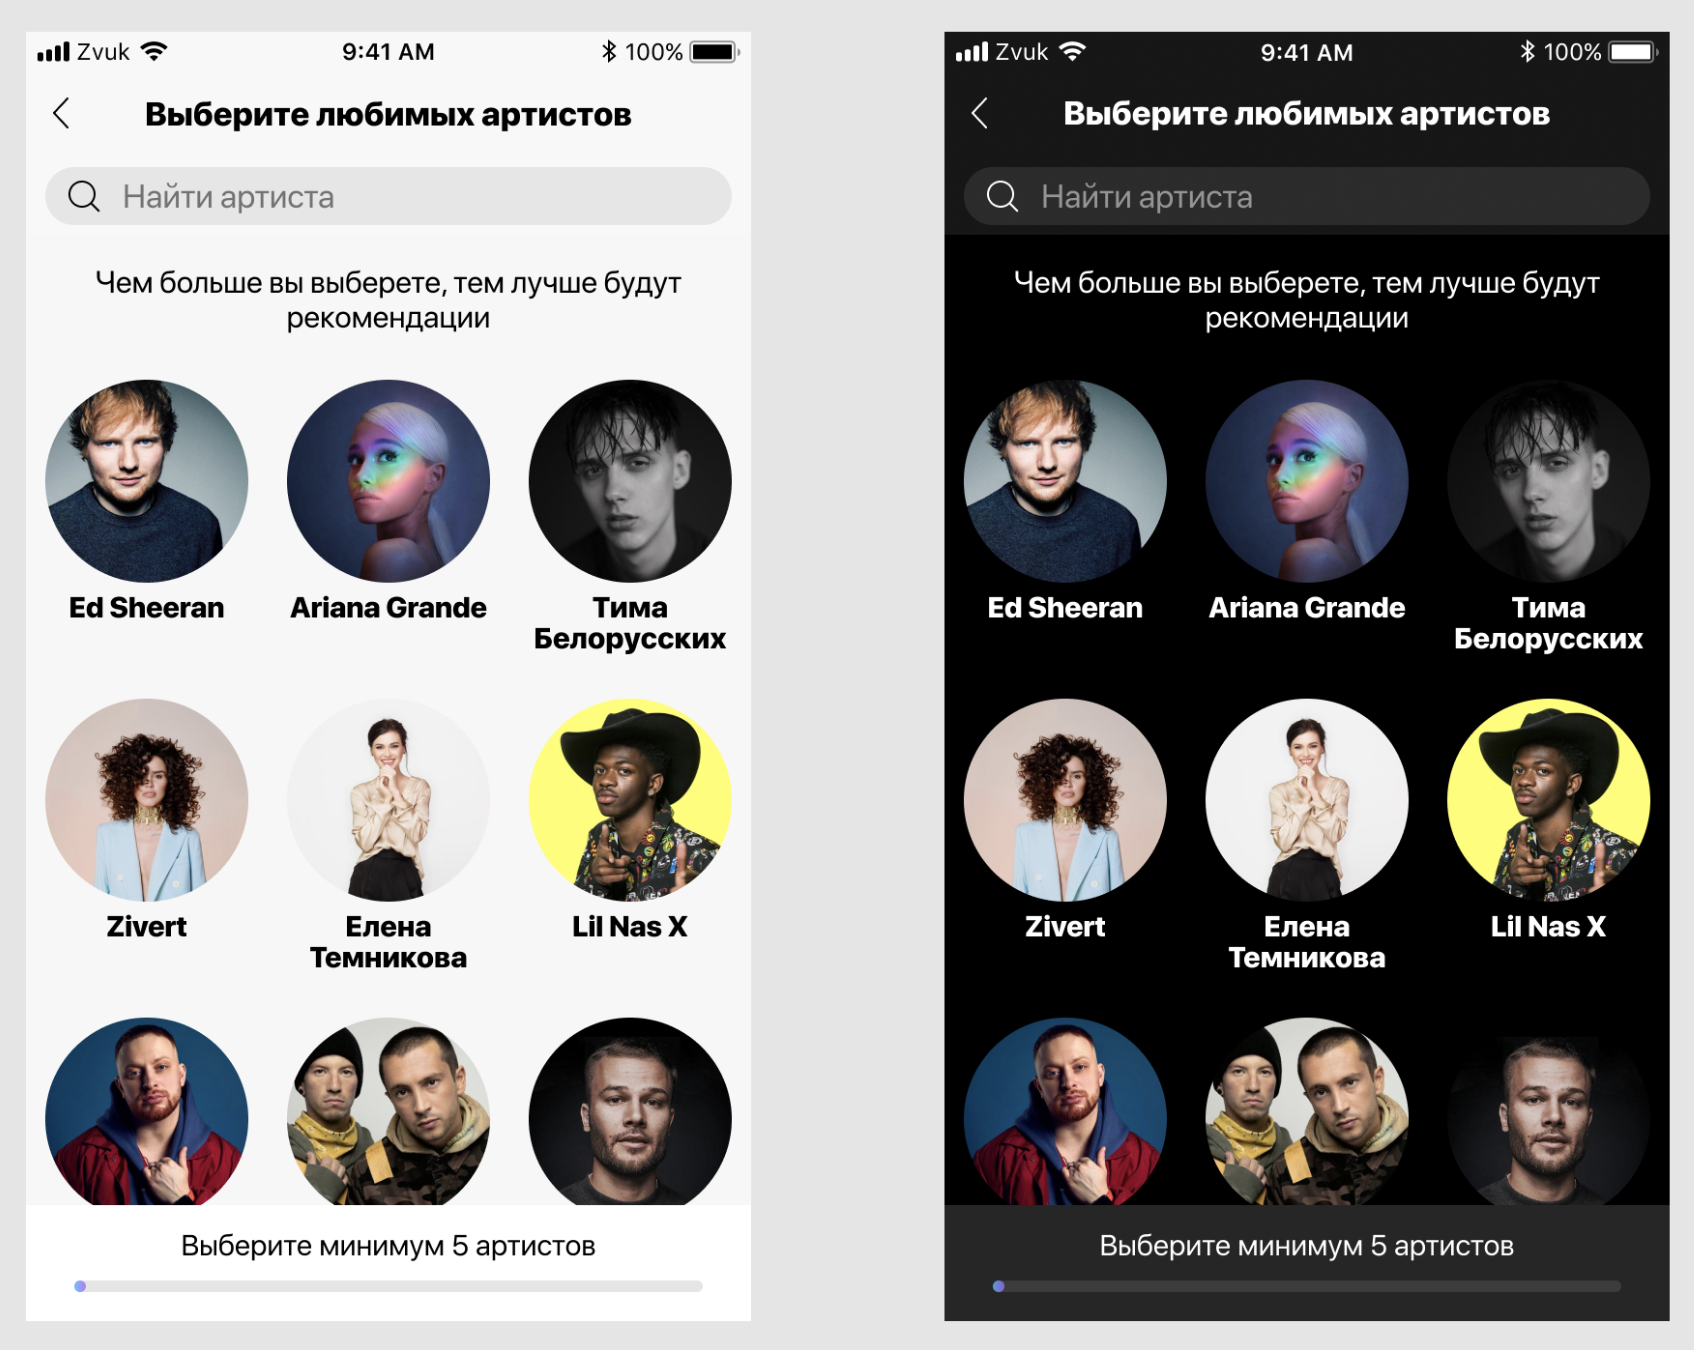 Zvuk 9:41 AM 100%
Выберите любимых артистов
Найти артиста
Чем больше вы выберете, тем лучше будут
рекомендации
Ed Sheeran Ariana Grande Тима
Белорусских
Zivert Елена Lil Nas X
Темникова
Выберите минимум 5 артистов
Zvuk 9:41 AM 100%
Выберите любимых артистов
Найти артиста
Чем больше вы выберете, тем лучше будут
рекомендации
Ed Sheeran Ariana Grande Тима
Белорусских
Zivert Елена Lil Nas X
Темникова
Выберите минимум 5 артистов